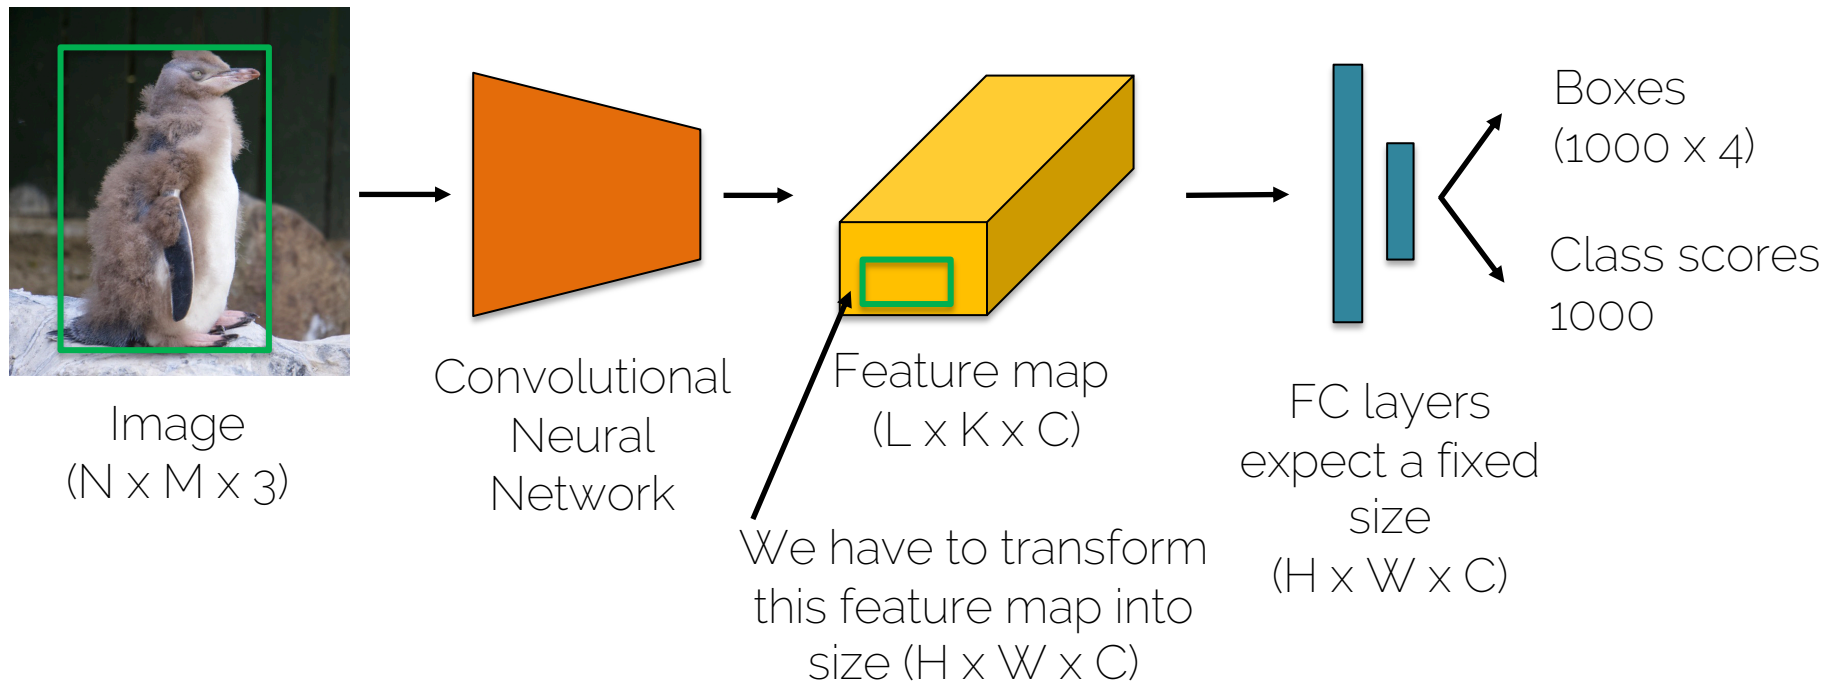 Image
(N x M x 3)
Convolutional
Neural
Network
Feature map
(L x K x C)
We have to transform
this feature map into
size (H x W x C)
FC layers
expect a fixed
size
(H x W x C)
Boxes
(1000 x 4)
Class scores
1000